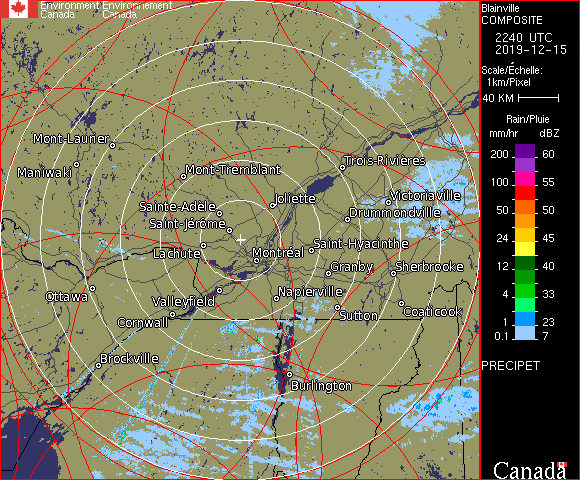 Environment Environnement
Canada Canada
Blainville
COMPOSITE
2240 UTC
2019-12-15
Scale/Échelle:
1km/Pixel
40 KM
Rain/Pluie
mm/hr dBZ
200 60
100 55
50 50
24 45
12 40
4 33
1 23
0.1 7
PRECIPET
Canada
Mont-Laurier
Maniwaki
Mont-Tremblant
Trois-Rivières
Joliette
Victoriaville
Sainte-Adèle
Drummondville
Saint-Jérôme
Saint-Hyacinthe
Lachute
Montréal
Granby
Sherbrooke
Ottawa
Valleyfield
Napierville
Cornwall
Sutton
Coaticook
Brockville
Burlington